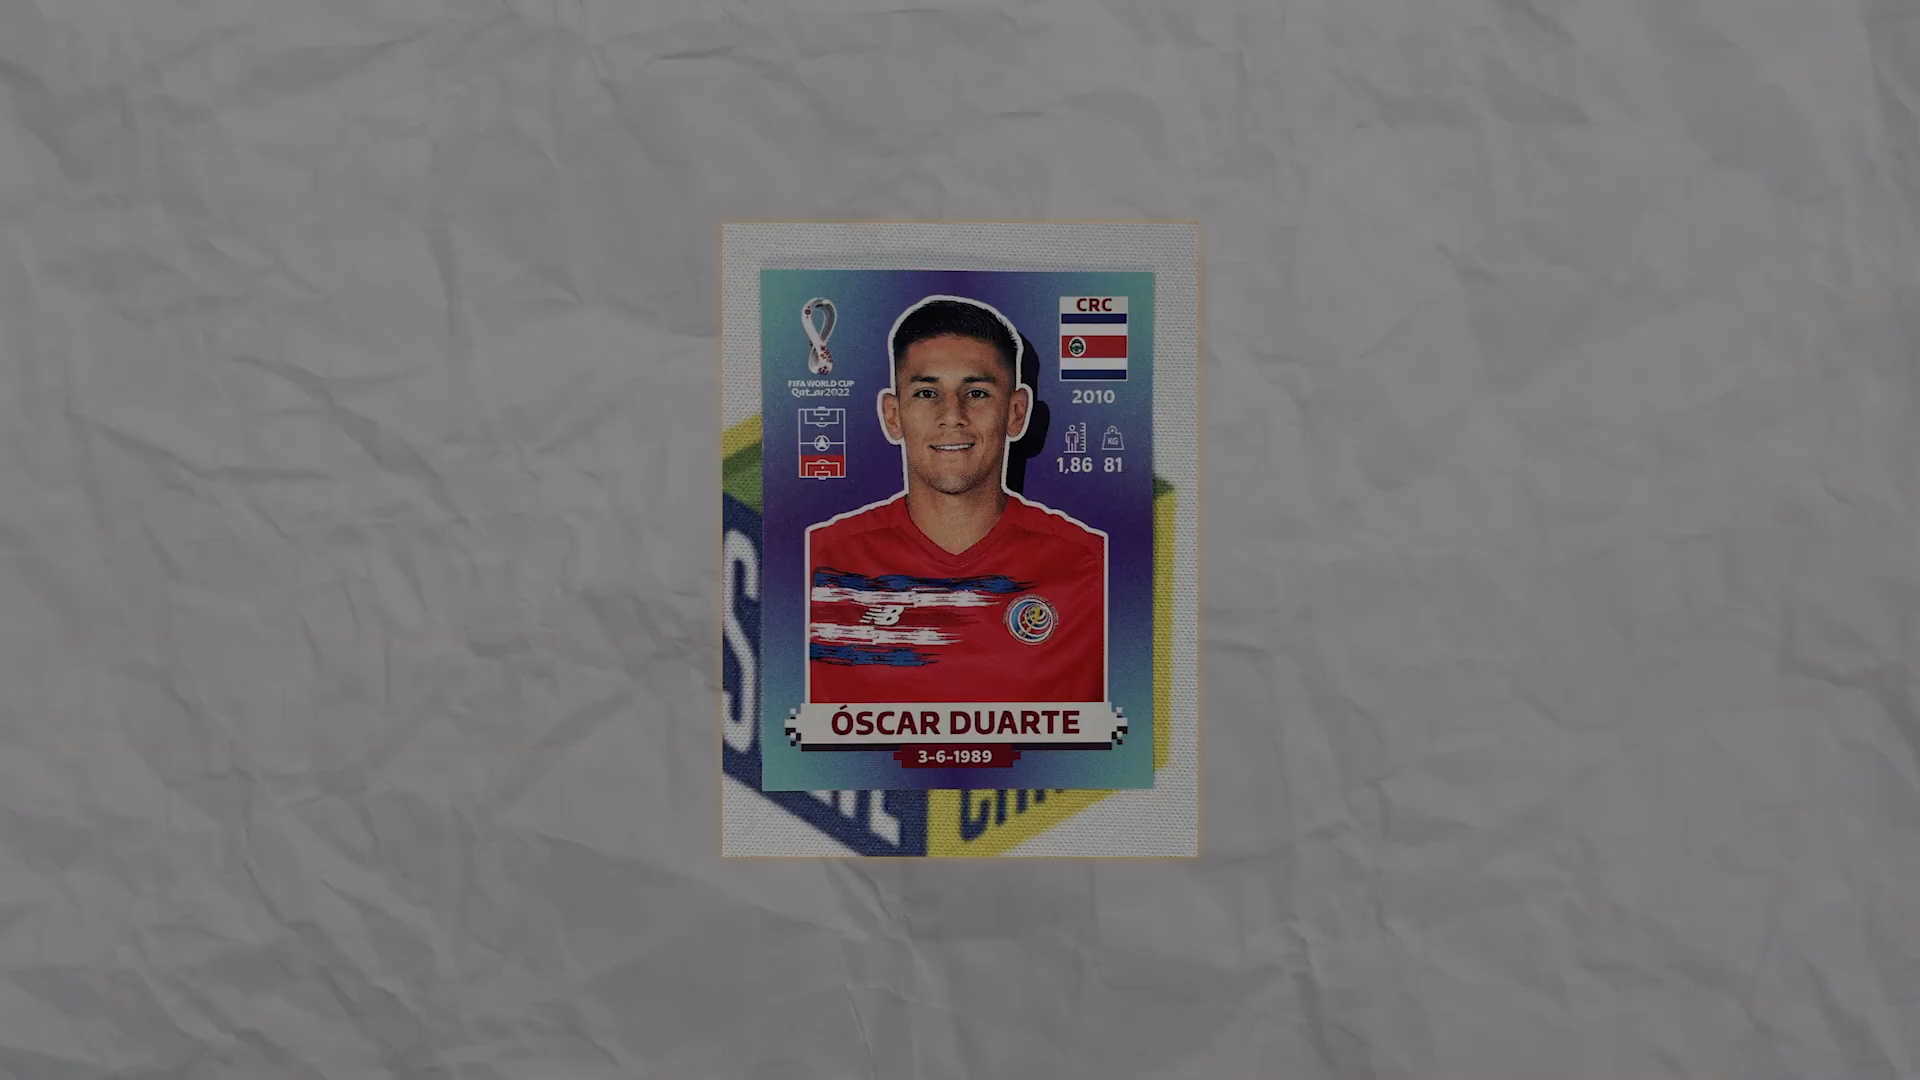 CRC
FIFA WORLD CUP
Qatar2022
2010
KG
1,86 81
ÓSCAR DUARTE
3-6-1989